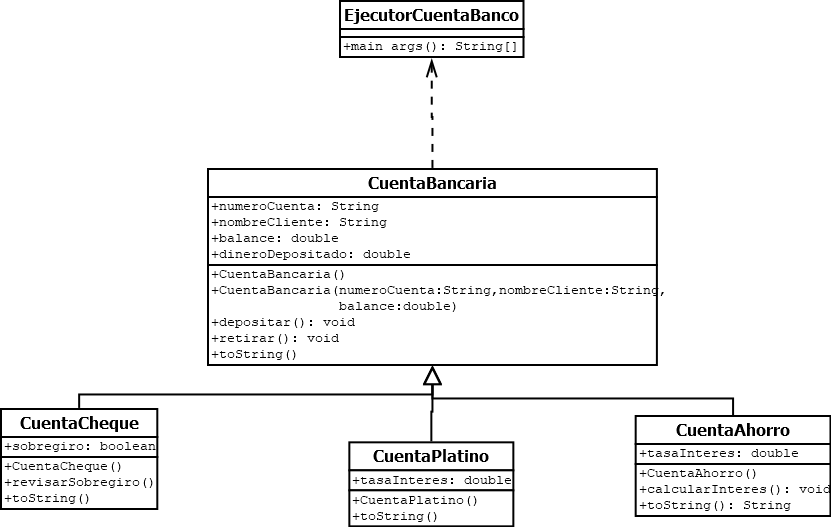 EjecutorCuentaBanco
+main args(): String[]
CuentaBancaria
+numeroCuenta: String
+nombreCliente: String
+balance: double
+dineroDepositado: double
+CuentaBancaria()
+CuentaBancaria(numeroCuenta:String,nombreCliente:String,
balance:double)
+depositar(): void
+retirar(): void
+toString()
CuentaCheque
+sobregiro: boolean
+CuentaCheque()
+revisarSobregiro()
+toString()
CuentaPlatino
+tasaInteres: double
+CuentaPlatino()
+toString()
CuentaAhorro
+tasaInteres: double
+CuentaAhorro()
+calcularInteres(): void
+toString(): String